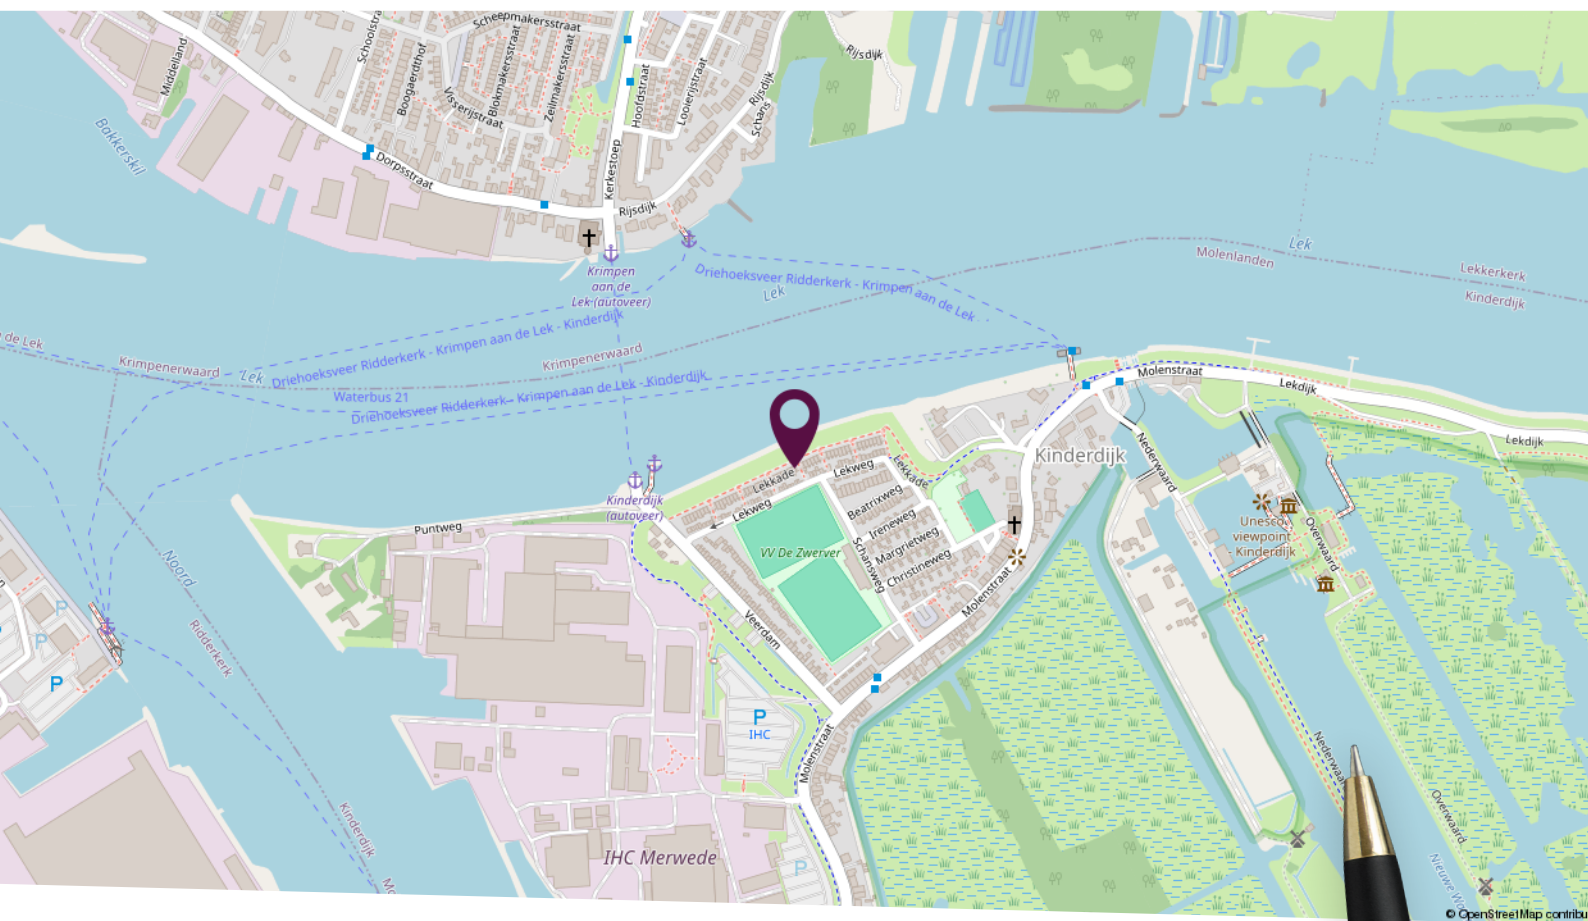 Scheepmakersstraat
Schoolstra
Middelland
Boogaerdthof
Visserijstraat
Blokmakersstraat
Zeilmakersstraat
Hoofdstraat
Looierijstraat
Rijsdijk
Rijsdijk
Schans
Bakkerskil
Dorpsstraat
Kerkestoep
Rijsdijk
Krimpen
aan de
Lek (autoveer)
Driehoeksveer Ridderkerk - Krimpen aan de Lek
Lek
Lek
Molenlanden
Lekkerkerk
Kinderdijk
de Lek
Krimpenerwaard
Lek
Driehoeksveer Ridderkerk - Krimpen aan de Lek - Kinderdijk
Krimpenerwaard
Waterbus 21
Driehoeksveer Ridderkerk - Krimpen aan de Lek - Kinderdijk
Molenstraat
Lekdijk
Lekdijk
Kinderdijk
Nederwaard
Lekkade
Lekweg
Lekkade
Lekweg
Beatrixweg
Ireneweg
Margrietweg
Christineweg
Schansweg
VV De Zwerver
Kinderdijk
(autoveer)
Puntweg
Unesco
viewpoint
- Kinderdijk
Overwaard
Noord
Ridderkerk
Veerdam
Molenstraat
P
P
P
P
IHC
Molenstraat
Nederwaar
Overwaard
Kinderdijk
IHC Merwede
P
Nieuwe Wa
© OpenStreetMap contribu